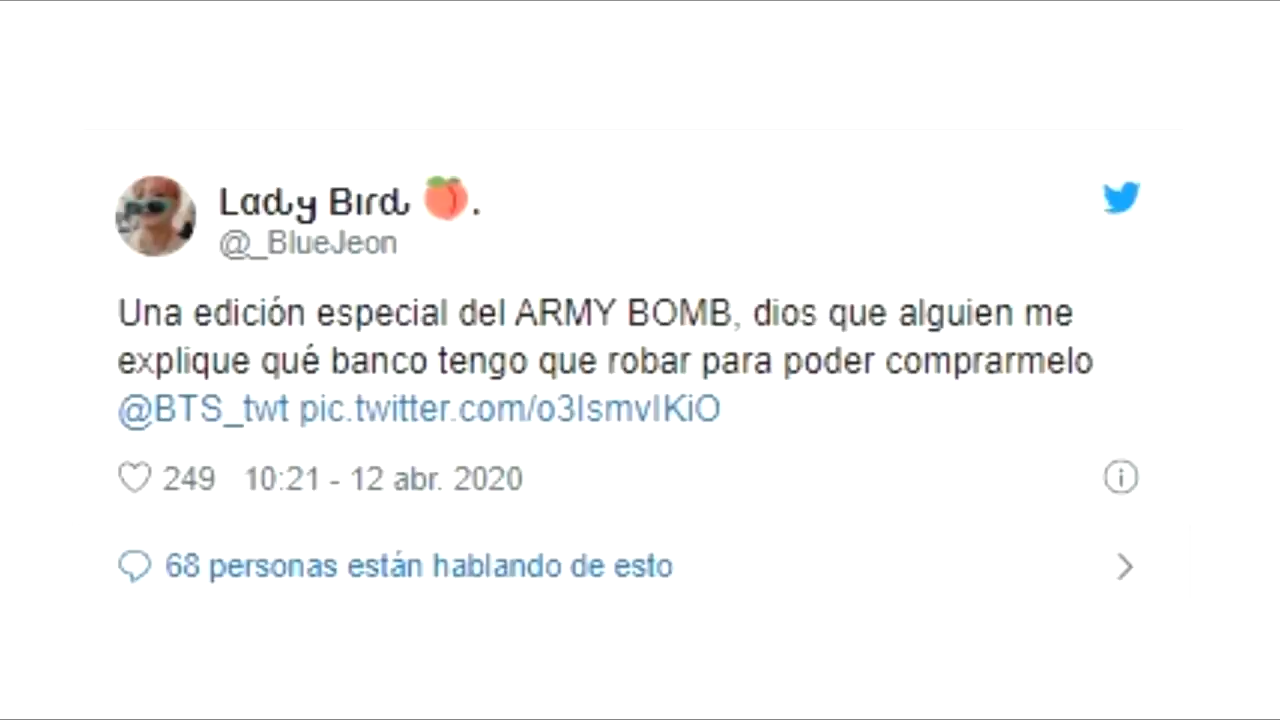 Lady Bird 🍑.
@_BlueJeon
Una edición especial del ARMY BOMB, dios que alguien me
explique qué banco tengo que robar para poder comprarmelo
@BTS_twt pic.twitter.com/o3IsmvIKiO
249 10:21 - 12 abr. 2020
68 personas están hablando de esto